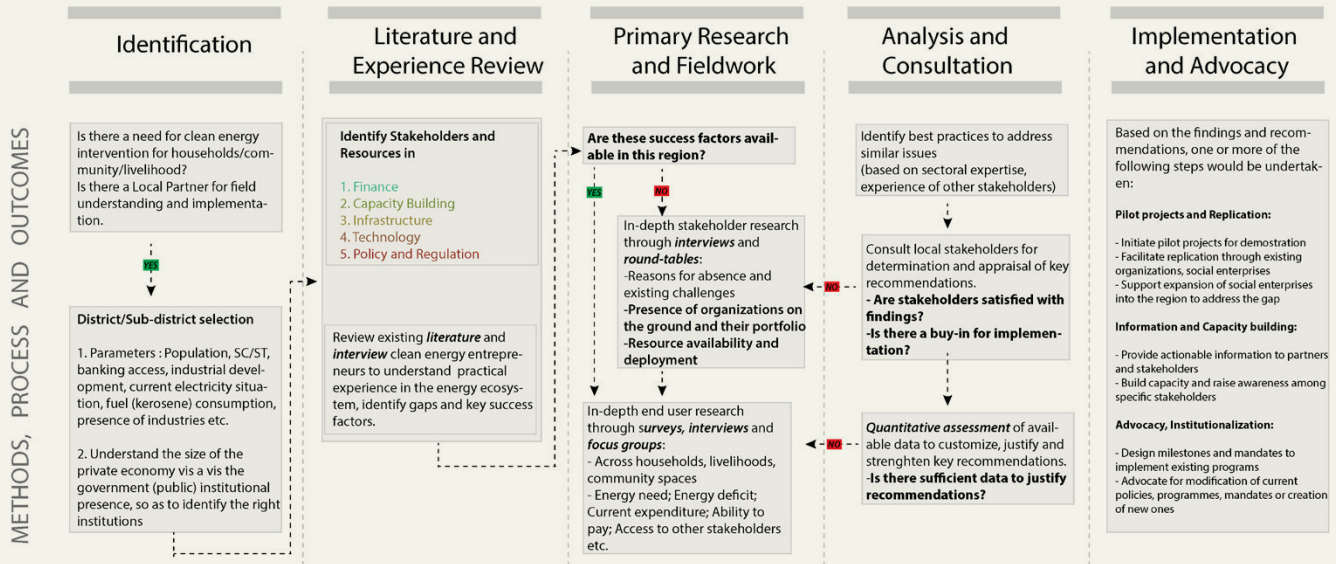 METHODS, PROCESS AND OUTCOMES
Identification
Is there a need for clean energy
intervention for households/com-
munity/livelihood?
Is there a Local Partner for field
understanding and implementa-
tion.
YES
District/Sub-district selection
1. Parameters : Population, SC/ST,
banking access, industrial devel-
opment, current electricity situa-
tion, fuel (kerosene) consumption,
presence of industries etc.
2. Understand the size of the
private economy vis a vis the
government (public) institutional
presence, so as to identify the right
institutions
Literature and
Experience Review
Identify Stakeholders and
Resources in
1. Finance
2. Capacity Building
3. Infrastructure
4. Technology
5. Policy and Regulation
Review existing literature and
interview clean energy entrepre-
neurs to understand practical
experience in the energy ecosys-
tem, identify gaps and key success
factors.
Primary Research
and Fieldwork
Are these success factors avail-
able in this region?
YES
NO
In-depth stakeholder research
through interviews and
round-tables:
-Reasons for absence and
existing challenges
-Presence of organizations on
the ground and their portfolio
-Resource availability and
deployment
In-depth end user research
through surveys, interviews and
focus groups:
- Across households, livelihoods,
community spaces
- Energy need; Energy deficit;
Current expenditure; Ability to
pay; Access to other stakeholders
etc.
Analysis and
Consultation
Identify best practices to address
similar issues
(based on sectoral expertise,
experience of other stakeholders)
Consult local stakeholders for
determination and appraisal of key
recommendations.
- Are stakeholders satisfied with
findings?
-Is there a buy-in for implemen-
tation?
NO
Quantitative assessment of avail-
able data to customize, justify and
strenghten key recommendations.
-Is there sufficient data to justify
recommendations?
NO
Implementation
and Advocacy
Based on the findings and recom-
mendations, one or more of the
following steps would be undertak-
en:
Pilot projects and Replication:
- Initiate pilot projects for demostration
- Facilitate replication through existing
organizations, social enterprises
- Support expansion of social enterprises
into the region to address the gap
Information and Capacity building:
- Provide actionable information to partners
and stakeholders
- Build capacity and raise awareness among
specific stakeholders
Advocacy, Institutionalization:
- Design milestones and mandates to
implement existing programs
- Advocate for modification of current
policies, programmes, mandates or creation
of new ones